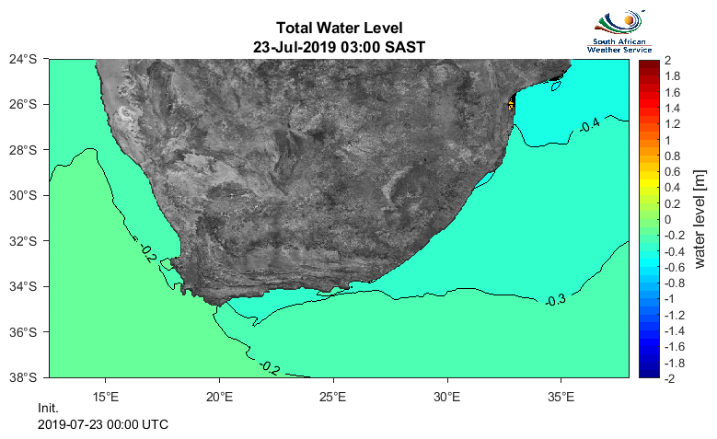 Total Water Level
23-Jul-2019 03:00 SAST
South African
Weather Service
24°S
26°S
28°S
30°S
32°S
34°S
36°S
38°S
15°E
20°E
25°E
30°E
35°E
-0.4
-0.2
-0.3
-0.2
2
1.8
1.6
1.4
1.2
1
0.8
0.6
0.4
0.2
0
-0.2
-0.4
-0.6
-0.8
-1
-1.2
-1.4
-1.6
-1.8
-2
water level [m]
Init.
2019-07-23 00:00 UTC